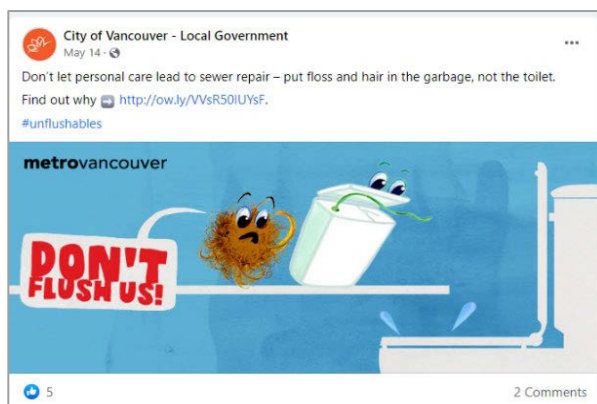 City of Vancouver - Local Government
May 14 ·
Don't let personal care lead to sewer repair – put floss and hair in the garbage, not the toilet.
Find out why ➡ http://ow.ly/VVsR50IUYsF.
#unflushables
metrovancouver
DON'T
FLUSH US!
5
2 Comments